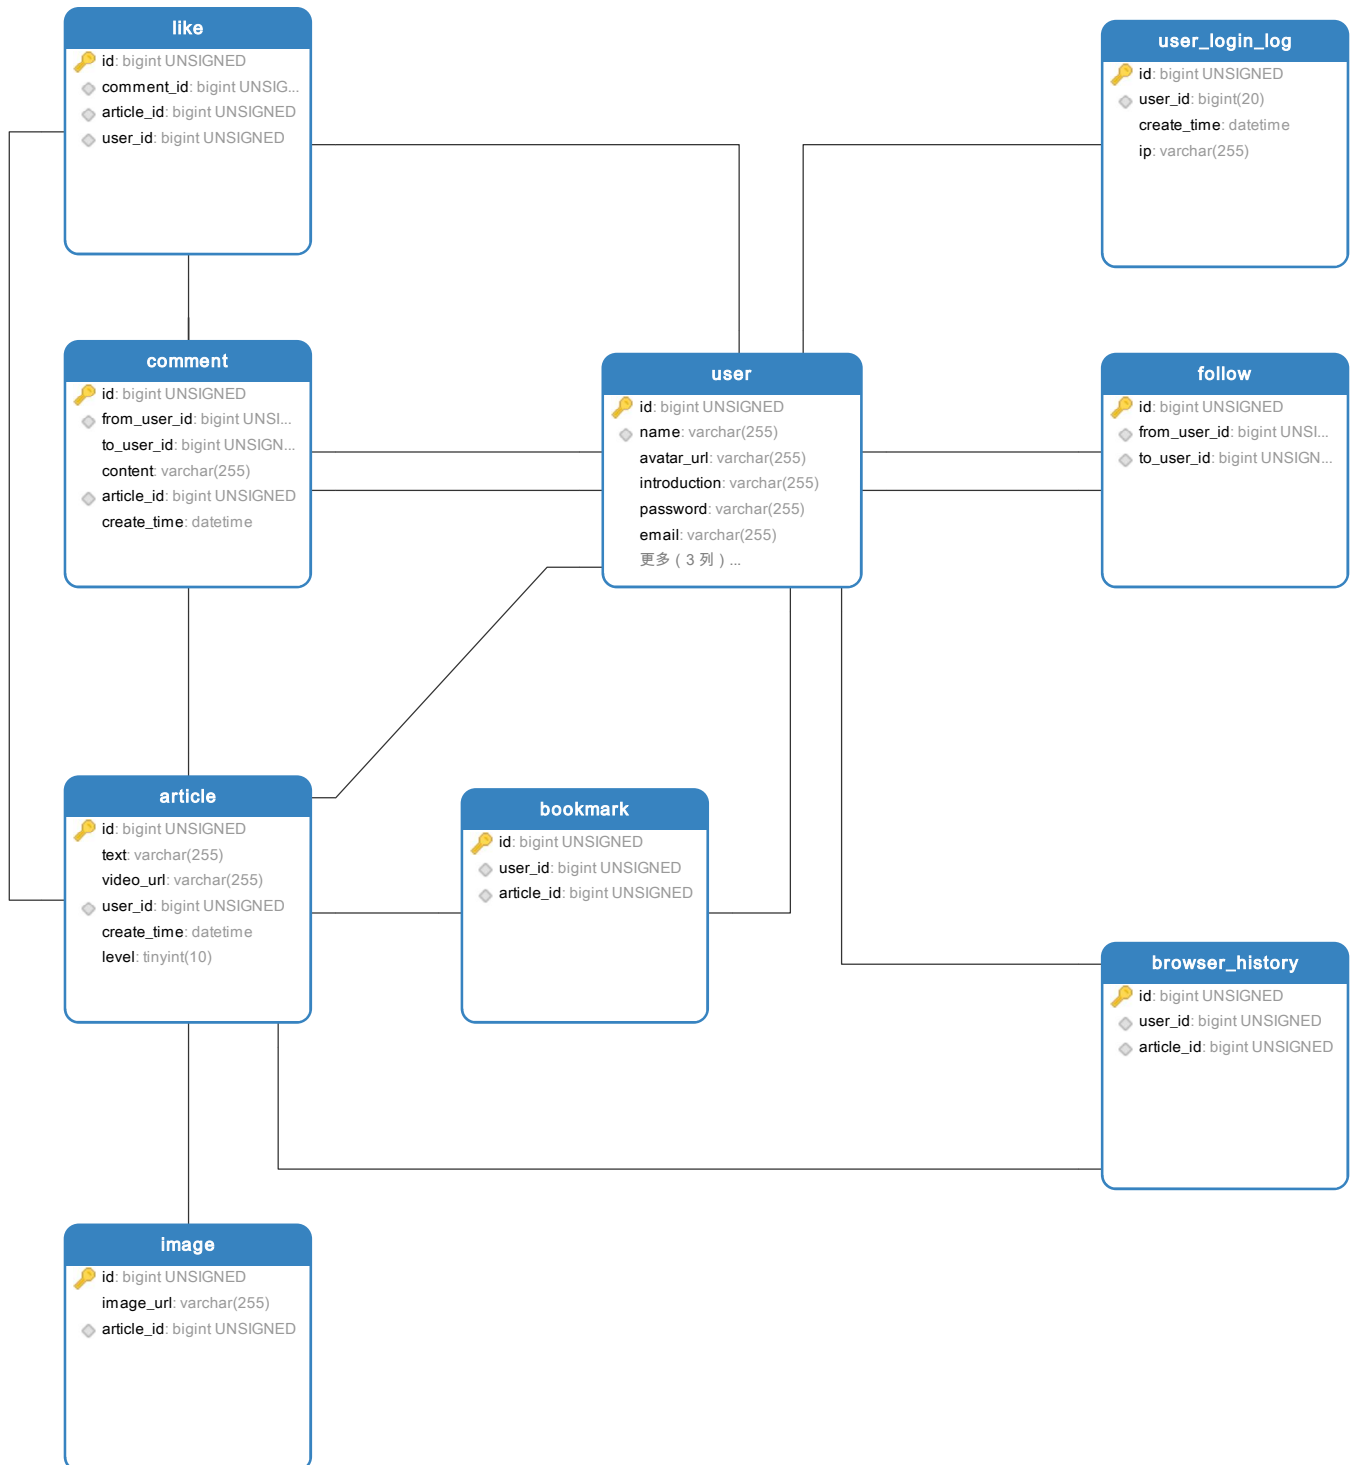 like
id: bigint UNSIGNED
comment_id: bigint UNSIG...
article_id: bigint UNSIGNED
user_id: bigint UNSIGNED
user_login_log
id: bigint UNSIGNED
user_id: bigint(20)
create_time: datetime
ip: varchar(255)
comment
id: bigint UNSIGNED
from_user_id: bigint UNSI...
to_user_id: bigint UNSIGN...
content: varchar(255)
article_id: bigint UNSIGNED
create_time: datetime
user
id: bigint UNSIGNED
name: varchar(255)
avatar_url: varchar(255)
introduction: varchar(255)
password: varchar(255)
email: varchar(255)
更多 ( 3 列 ) ...
follow
id: bigint UNSIGNED
from_user_id: bigint UNSI...
to_user_id: bigint UNSIGN...
article
id: bigint UNSIGNED
text: varchar(255)
video_url: varchar(255)
user_id: bigint UNSIGNED
create_time: datetime
level: tinyint(10)
bookmark
id: bigint UNSIGNED
user_id: bigint UNSIGNED
article_id: bigint UNSIGNED
browser_history
id: bigint UNSIGNED
user_id: bigint UNSIGNED
article_id: bigint UNSIGNED
image
id: bigint UNSIGNED
image_url: varchar(255)
article_id: bigint UNSIGNED